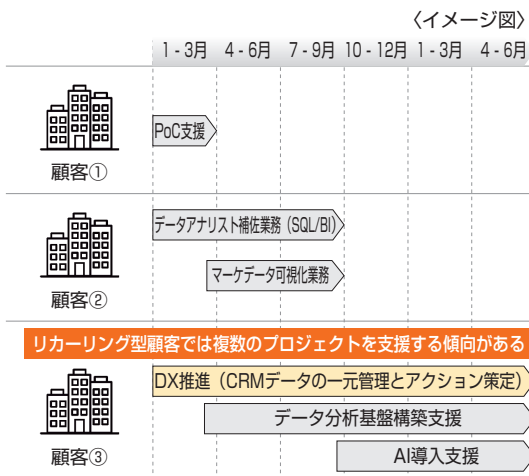 〈イメージ図〉
1 - 3月 4 - 6月 7 - 9月 10 - 12月 1 - 3月 4 - 6月
PoC支援
顧客①
データアナリスト補佐業務（SQL/BI）
マーケデータ可視化業務
顧客②
リカーリング型顧客では複数のプロジェクトを支援する傾向がある
DX推進（CRMデータの一元管理とアクション策定）
データ分析基盤構築支援
AI導入支援
顧客③